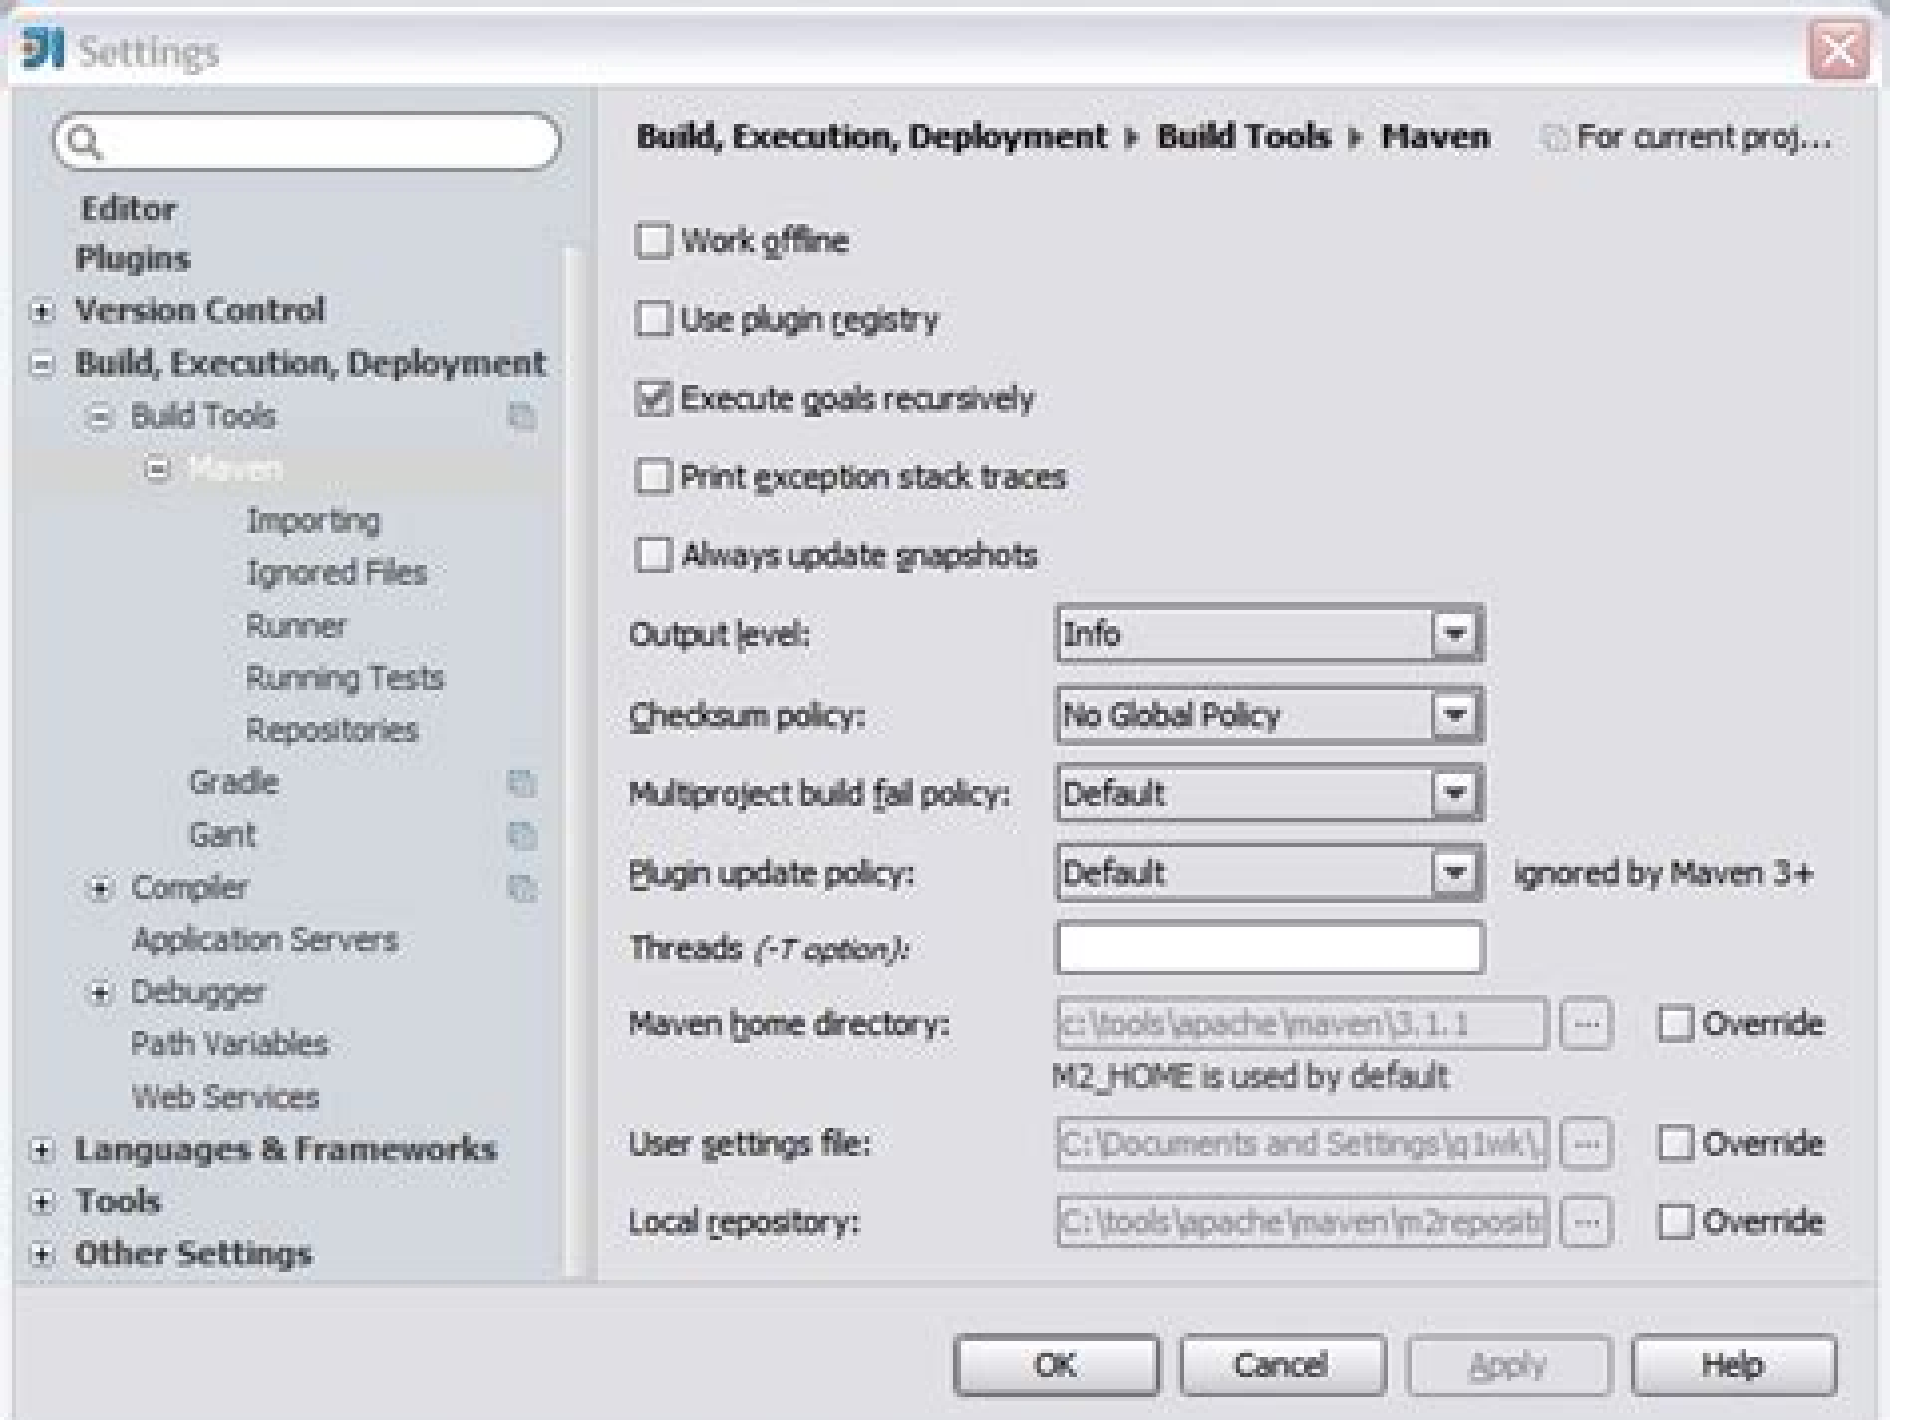 Settings
Editor
Plugins
Version Control
Build, Execution, Deployment
Build Tools
Maven
Importing
Ignored Files
Runner
Running Tests
Repositories
Gradle
Gant
Compiler
Application Servers
Debugger
Path Variables
Web Services
Languages & Frameworks
Tools
Other Settings
Build, Execution, Deployment Build Tools Maven For current proj...
Work offline
Use plugin registry
Execute goals recursively
Print exception stack traces
Always update snapshots
Output level: Info
Checksum policy: No Global Policy
Multiproject build fail policy: Default
Plugin update policy: Default ignored by Maven 3+
Threads (-T option):
Maven home directory: c:\tools\apache\maven\3.1.1 ... Override
M2_HOME is used by default
User settings file: C:\Documents and Settings\q1wk\. ... Override
Local repository: C:\tools\apache\maven\m2reposito ... Override
OK Cancel Apply Help